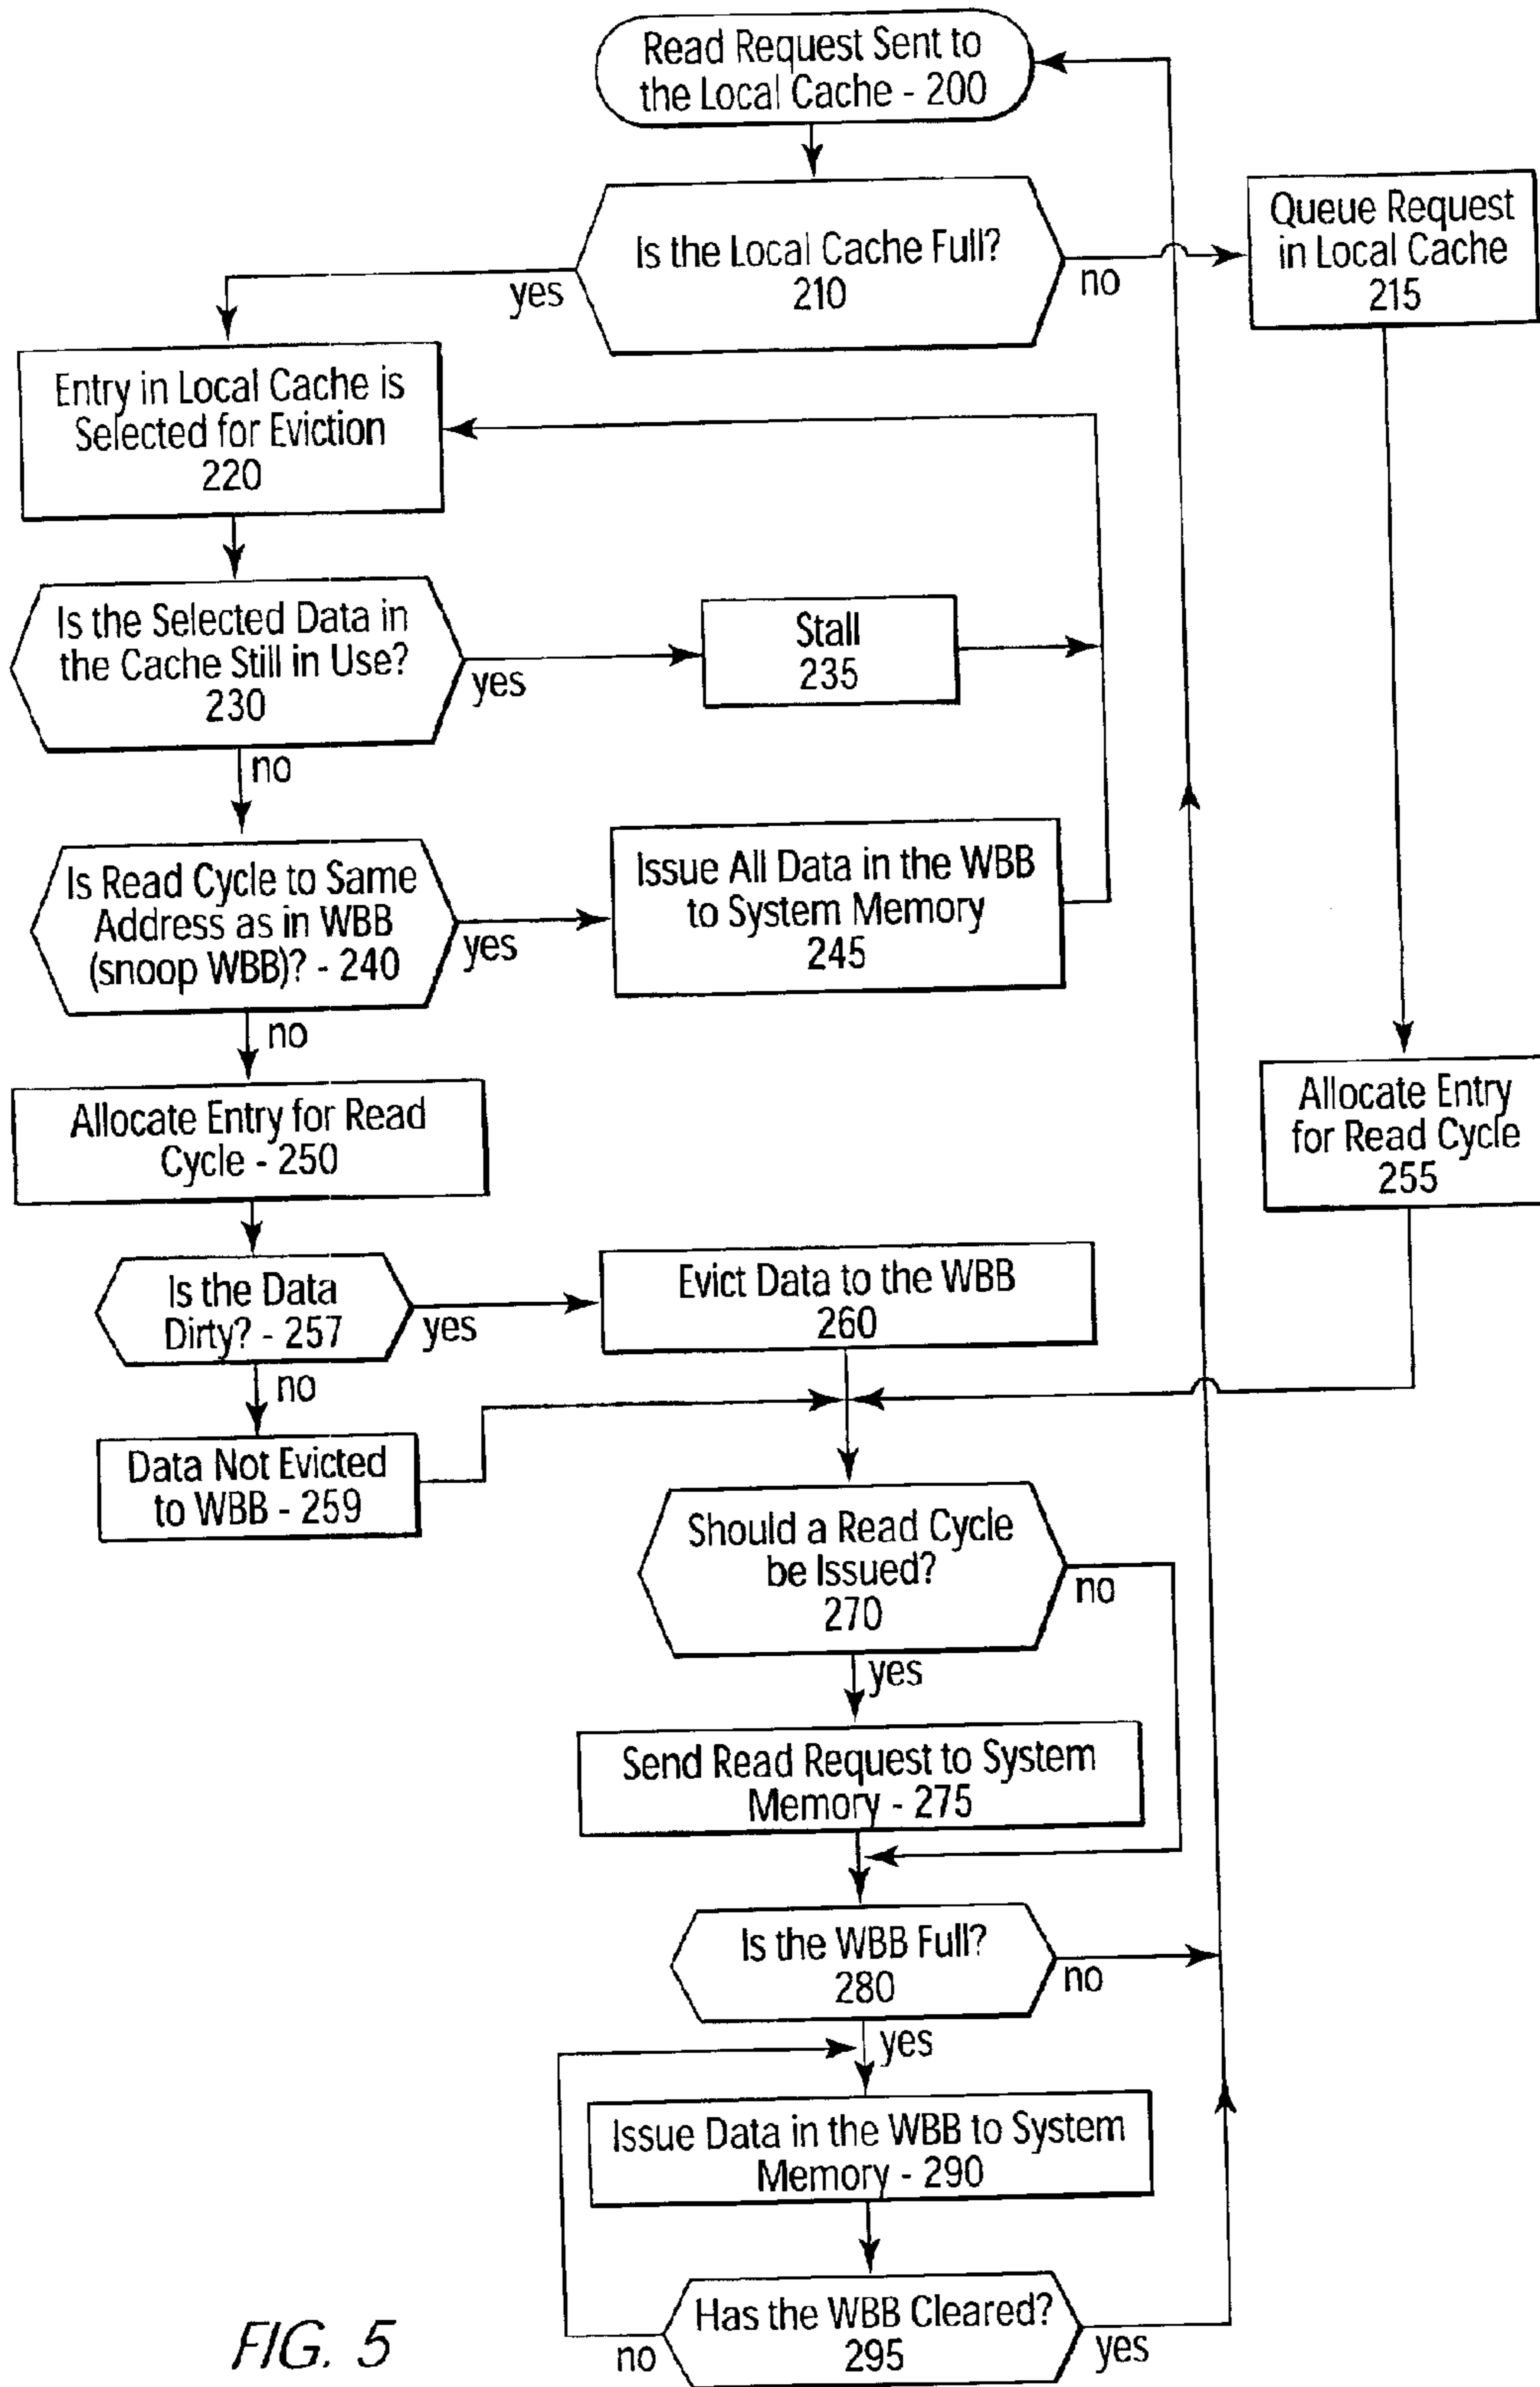 Read Request Sent to
the Local Cache - 200
Is the Local Cache Full?
210
yes
no
Queue Request
in Local Cache
215
Entry in Local Cache is
Selected for Eviction
220
Is the Selected Data in
the Cache Still in Use?
230
yes
no
Stall
235
Is Read Cycle to Same
Address as in WBB
(snoop WBB)? - 240
yes
no
Issue All Data in the WBB
to System Memory
245
Allocate Entry for Read
Cycle - 250
Allocate Entry
for Read Cycle
255
Is the Data
Dirty? - 257
yes
no
Evict Data to the WBB
260
Data Not Evicted
to WBB - 259
Should a Read Cycle
be Issued?
270
no
yes
Send Read Request to System
Memory - 275
Is the WBB Full?
280
no
yes
Issue Data in the WBB to System
Memory - 290
Has the WBB Cleared?
295
no
yes
FIG. 5